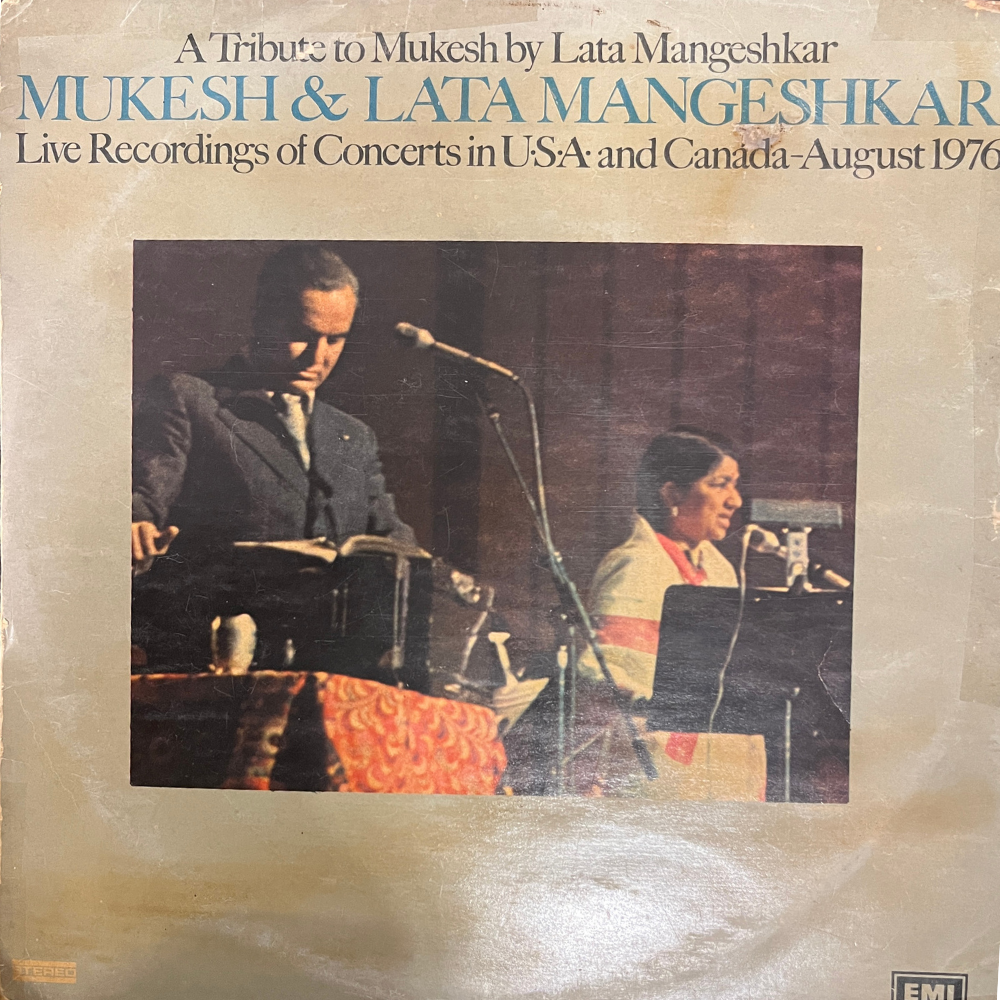 A Tribute to Mukesh by Lata Mangeshkar
MUKESH & LATA MANGESHKAR
Live Recordings of Concerts in U·S·A· and Canada–August 1976
STEREO
EMI